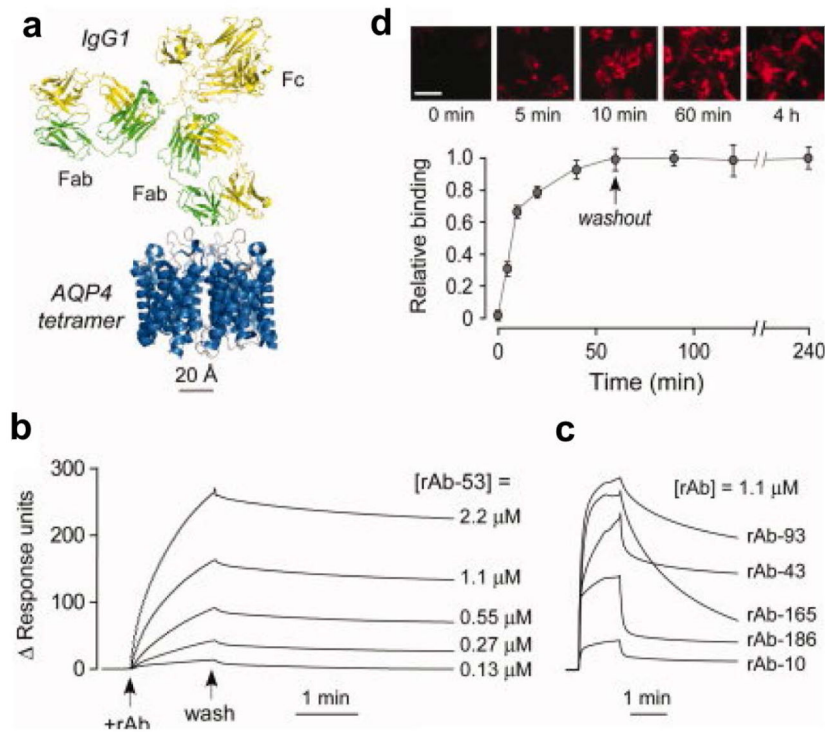 a
IgG1
Fc
Fab
Fab
AQP4
tetramer
20 Å
d
0 min
5 min
10 min
60 min
4 h
Relative binding
1.0
0.8
0.6
0.4
0.2
0
washout
0
50
100
240
Time (min)
b
Δ Response units
300
200
100
0
[rAb-53] =
2.2 µM
1.1 µM
0.55 µM
0.27 µM
0.13 µM
+rAb
wash
1 min
c
[rAb] = 1.1 µM
rAb-93
rAb-43
rAb-165
rAb-186
rAb-10
1 min